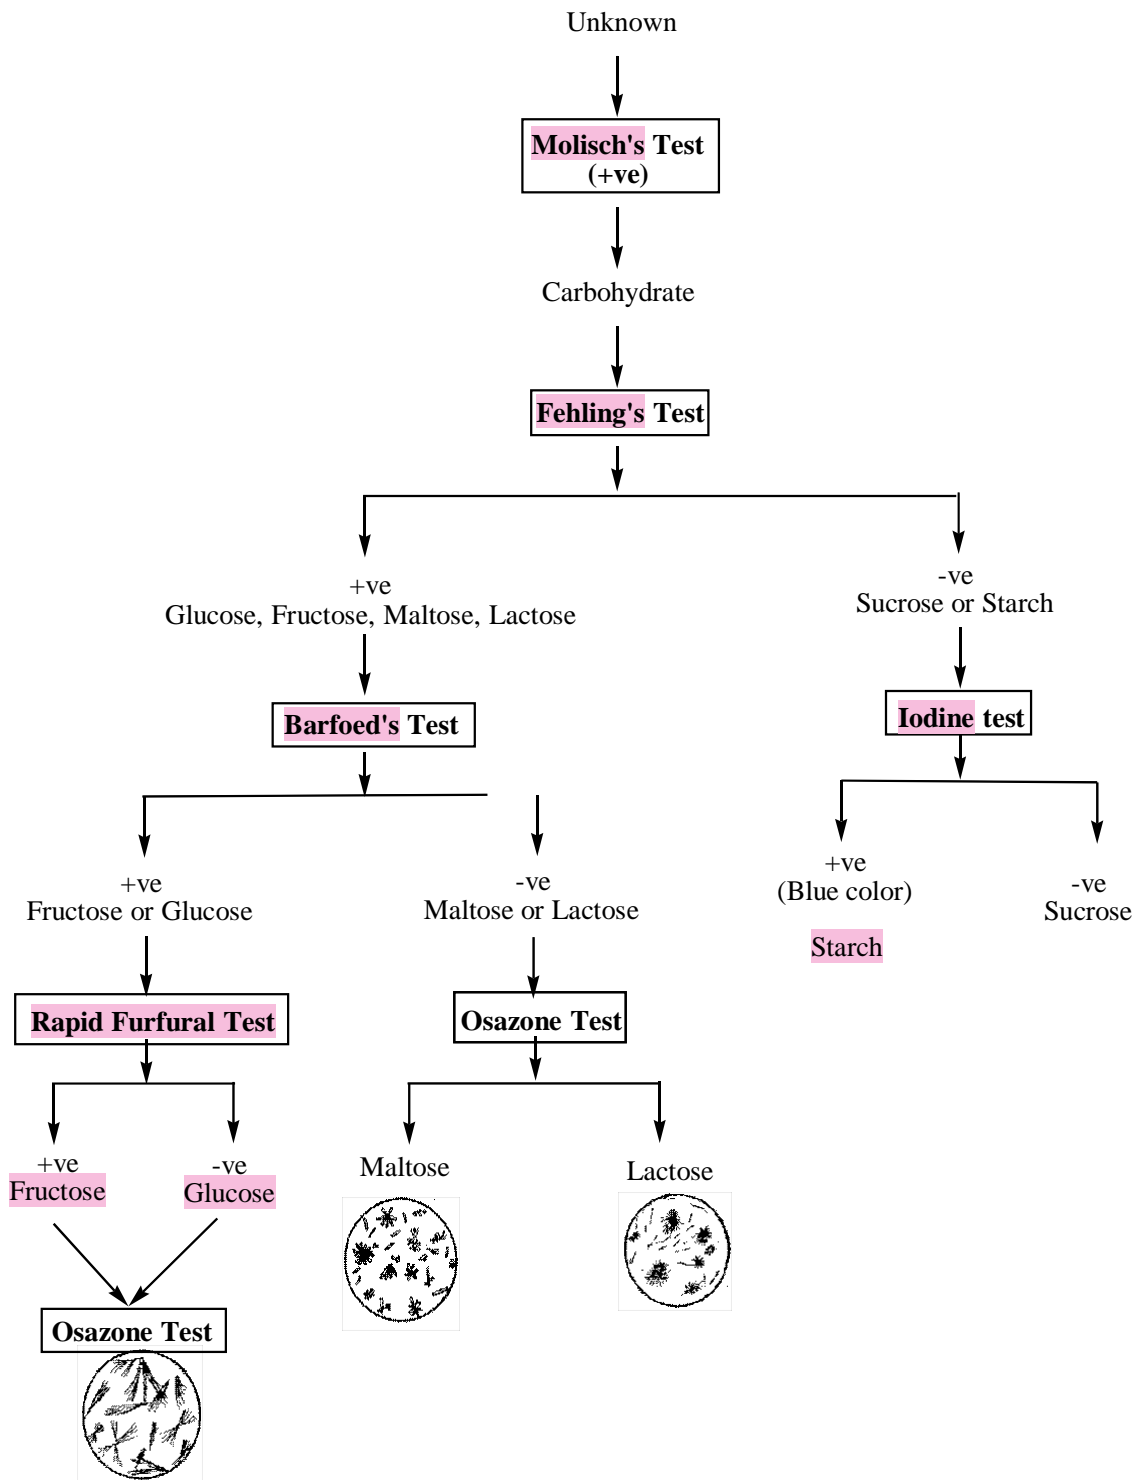 Unknown
Molisch's Test
(+ve)
Carbohydrate
Fehling's Test
+ve
Glucose, Fructose, Maltose, Lactose
-ve
Sucrose or Starch
Barfoed's Test
Iodine test
+ve
Fructose or Glucose
-ve
Maltose or Lactose
+ve
(Blue color)
Starch
-ve
Sucrose
Rapid Furfural Test
Osazone Test
+ve
Fructose
-ve
Glucose
Maltose
Lactose
Osazone Test